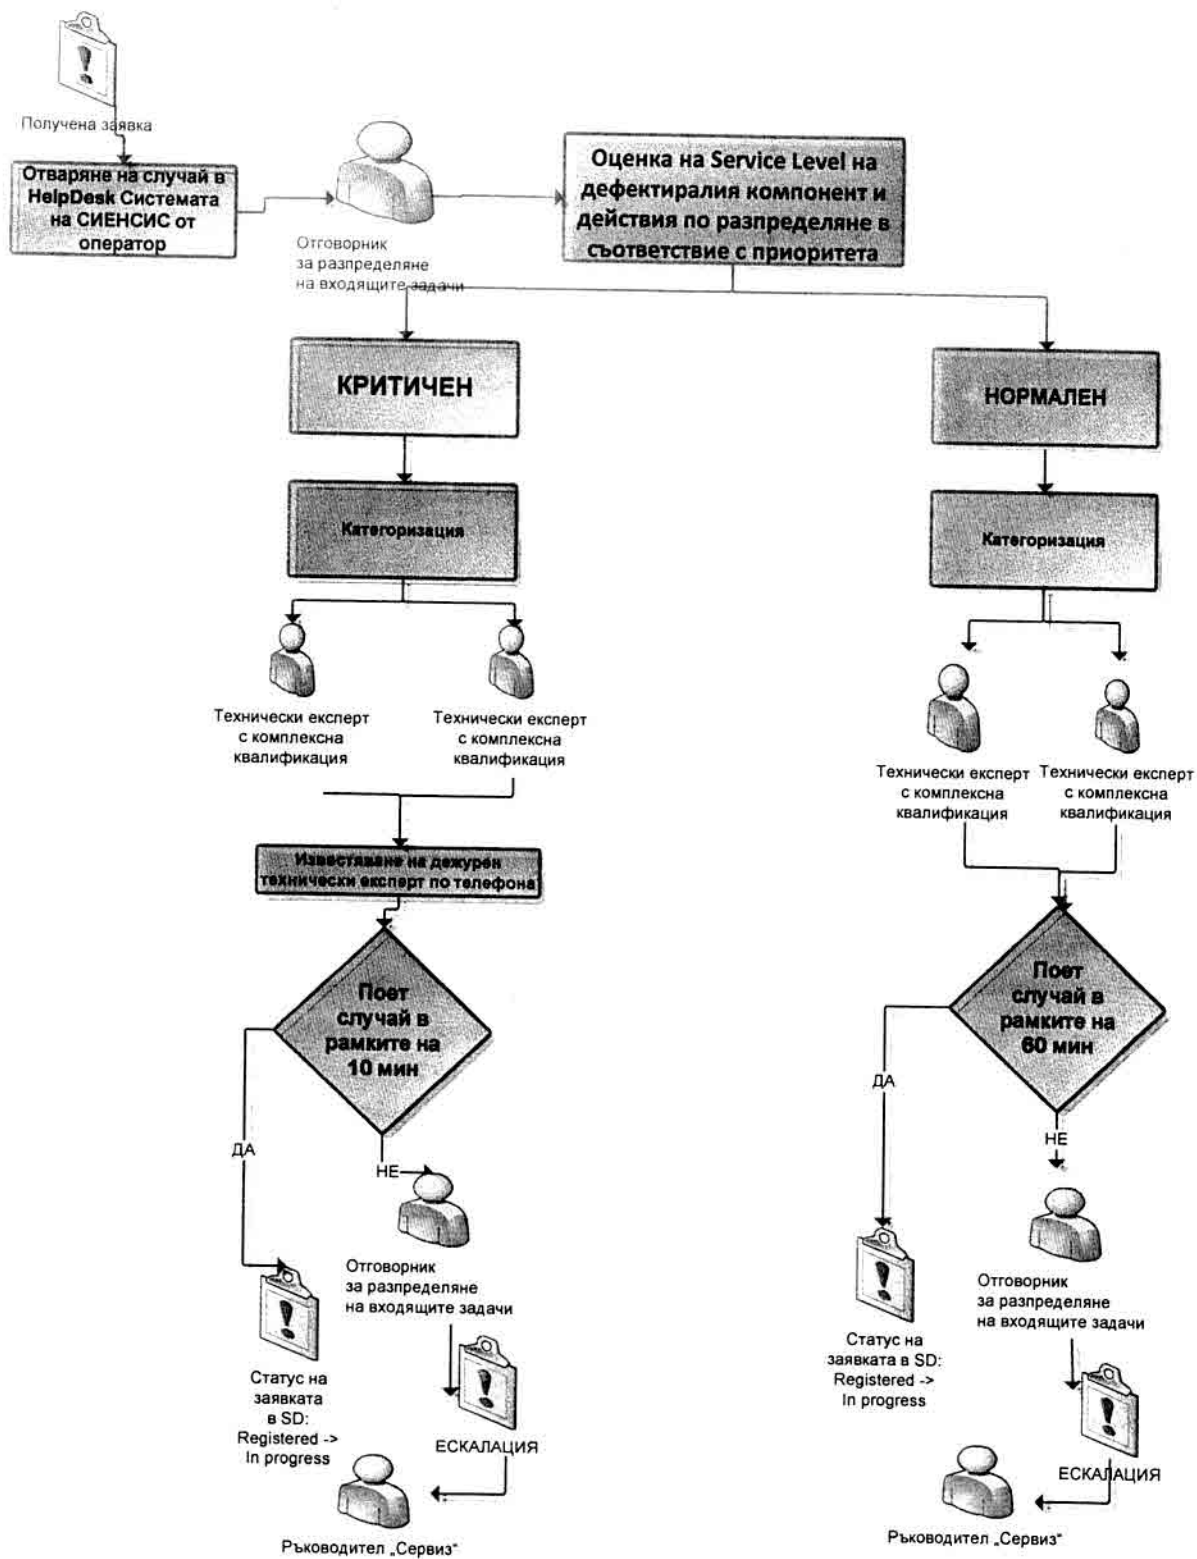 Получена заявка
Отваряне на случай в
HelpDesk Системата
на СИЕНСИС от
оператор
Отговорник
за разпределяне
на входящите задачи
Оценка на Service Level на
дефектиралия компонент и
действия по разпределяне в
съответствие с приоритета
КРИТИЧЕН
НОРМАЛЕН
Категоризация
Категоризация
Технически експерт
с комплексна
квалификация
Технически експерт
с комплексна
квалификация
Технически експерт
с комплексна
квалификация
Технически експерт
с комплексна
квалификация
Известяване на дежурен
технически експерт по телефона
Поет
случай в
рамките на
10 мин
Поет
случай в
рамките на
60 мин
ДА
НЕ
ДА
НЕ
Отговорник
за разпределяне
на входящите задачи
Отговорник
за разпределяне
на входящите задачи
Статус на
заявката
в SD:
Registered ->
In progress
ЕСКАЛАЦИЯ
Статус на
заявката в SD:
Registered ->
In progress
ЕСКАЛАЦИЯ
Ръководител „Сервиз“
Ръководител „Сервиз“